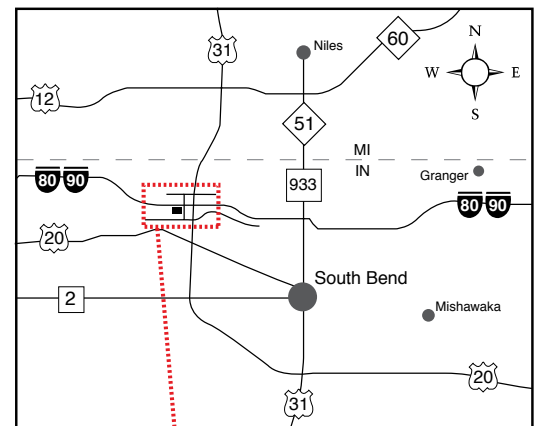 31
Niles
60
N
W E
S
12
51
MI
IN
80 90
933
Granger
80 90
20
South Bend
2
Mishawaka
20
31